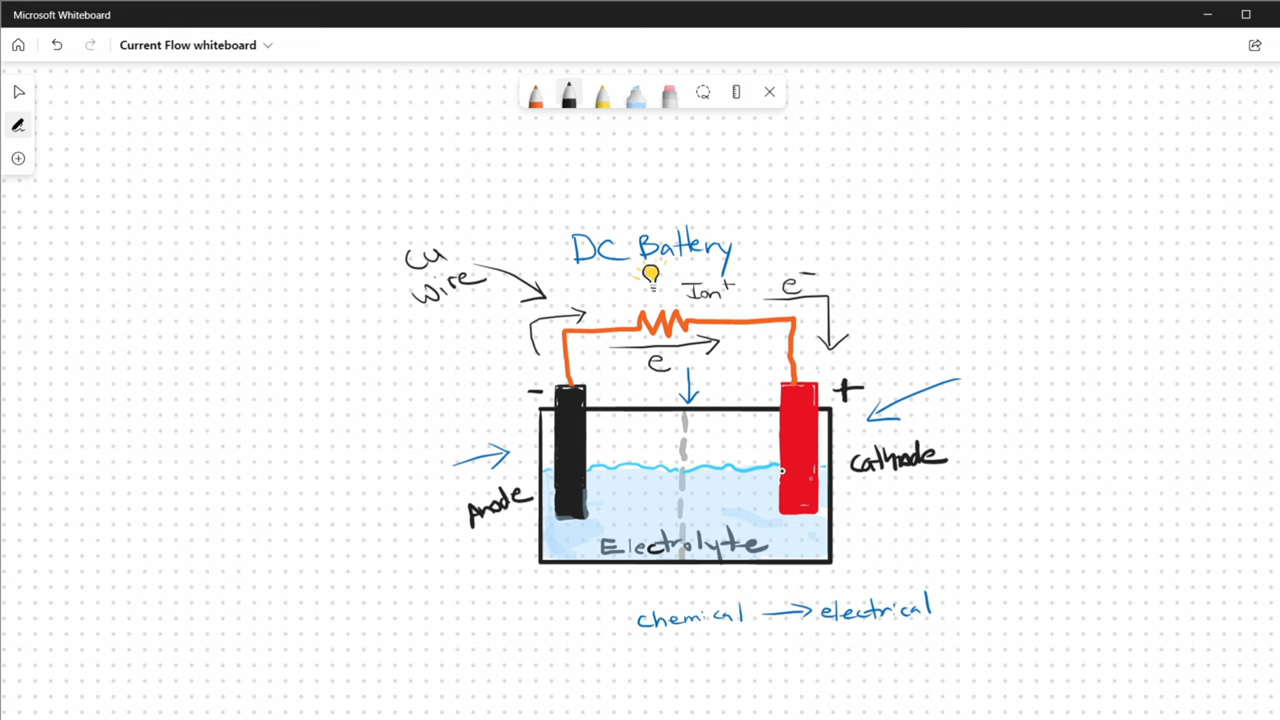 Microsoft Whiteboard
Current Flow whiteboard
DC Battery
Cu
Wire
Ion+
e-
e
-
+
Anode
Cathode
Electrolyte
chemical → electrical